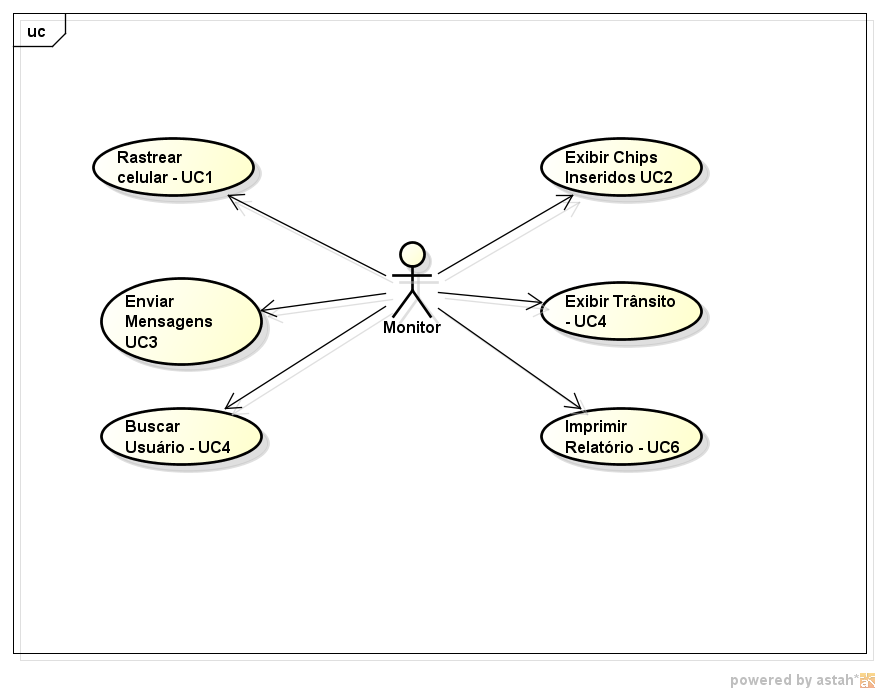 uc
Rastrear
celular - UC1
Exibir Chips
Inseridos UC2
Enviar
Mensagens
UC3
Exibir Trânsito
- UC4
Monitor
Buscar
Usuário - UC4
Imprimir
Relatório - UC6
powered by astah*